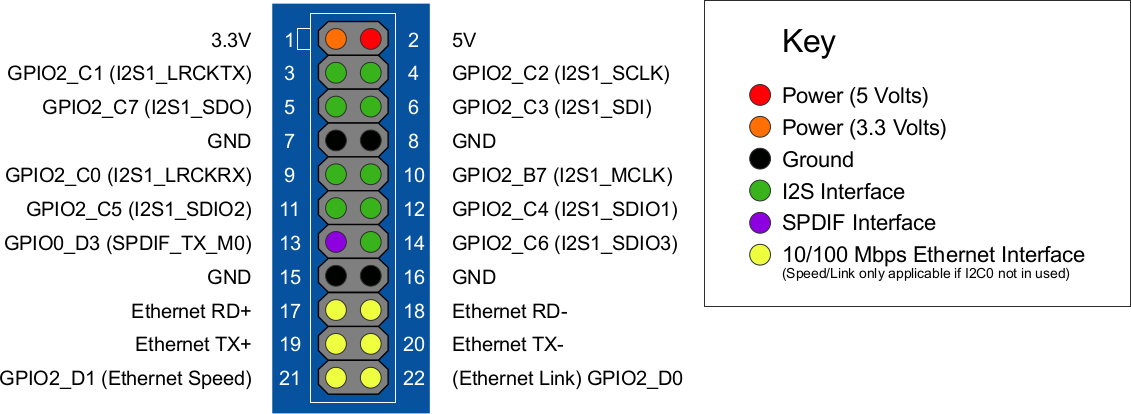 3.3V 1 2 5V
GPIO2_C1 (I2S1_LRCKTX) 3 4 GPIO2_C2 (I2S1_SCLK)
GPIO2_C7 (I2S1_SDO) 5 6 GPIO2_C3 (I2S1_SDI)
GND 7 8 GND
GPIO2_C0 (I2S1_LRCKRX) 9 10 GPIO2_B7 (I2S1_MCLK)
GPIO2_C5 (I2S1_SDIO2) 11 12 GPIO2_C4 (I2S1_SDIO1)
GPIO0_D3 (SPDIF_TX_M0) 13 14 GPIO2_C6 (I2S1_SDIO3)
GND 15 16 GND
Ethernet RD+ 17 18 Ethernet RD-
Ethernet TX+ 19 20 Ethernet TX-
GPIO2_D1 (Ethernet Speed) 21 22 (Ethernet Link) GPIO2_D0
Key
Power (5 Volts)
Power (3.3 Volts)
Ground
I2S Interface
SPDIF Interface
10/100 Mbps Ethernet Interface
(Speed/Link only applicable if I2C0 not in used)